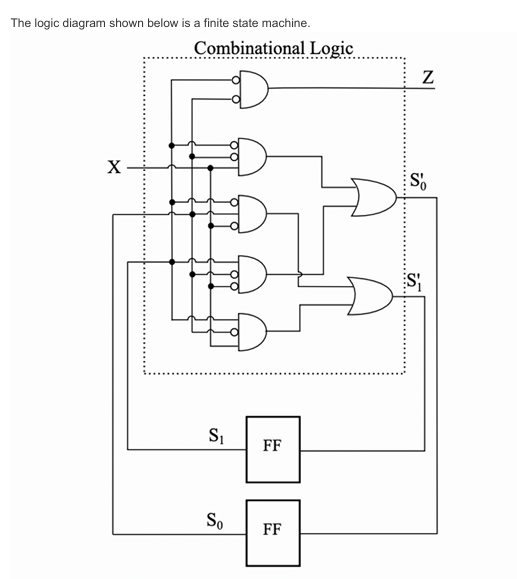 The logic diagram shown below is a finite state machine.
Combinational Logic
Z
X
S'₀
S'₁
S₁
FF
S₀
FF